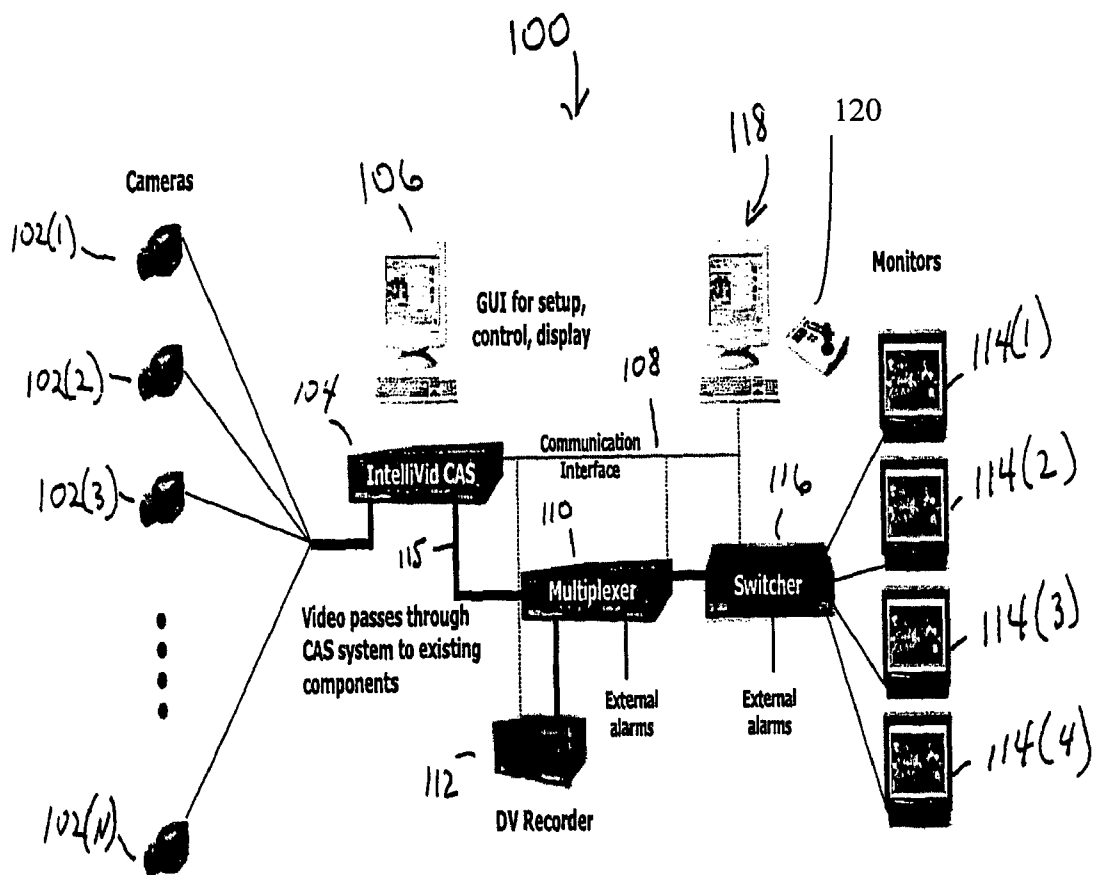 100
118
120
Cameras
106
102(1)
Monitors
GUI for setup,
control, display
114(1)
102(2)
108
104
Communication
Interface
IntelliVid CAS
116
114(2)
102(3)
110
115
Multiplexer
Switcher
Video passes through
CAS system to existing
components
114(3)
External
alarms
External
alarms
112
114(4)
DV Recorder
102(N)